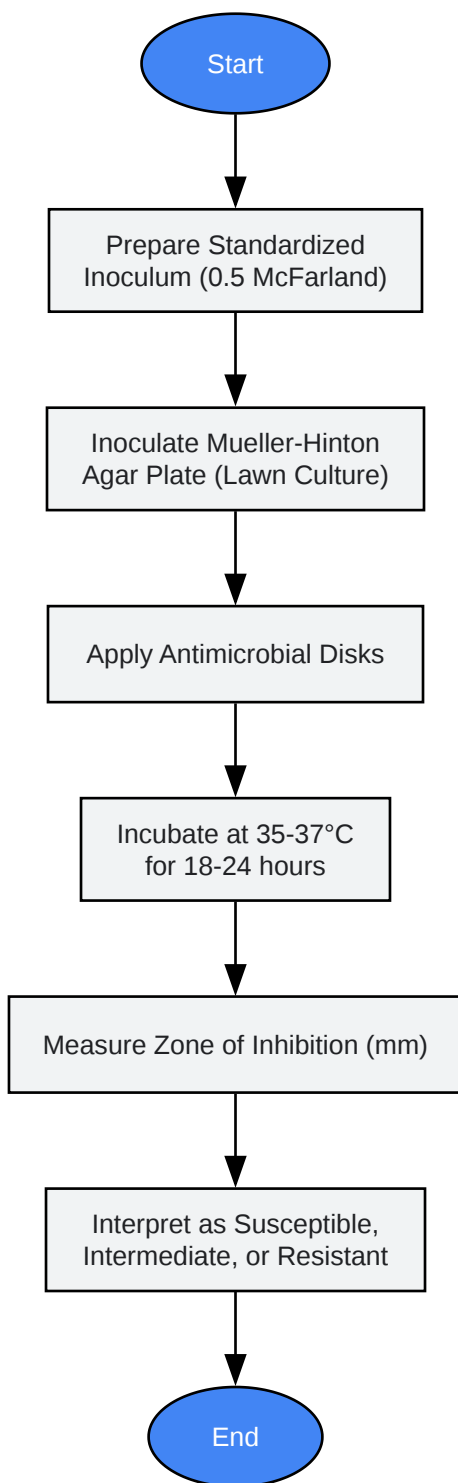 Start
Prepare Standardized
Inoculum (0.5 McFarland)
Inoculate Mueller-Hinton
Agar Plate (Lawn Culture)
Apply Antimicrobial Disks
Incubate at 35-37°C
for 18-24 hours
Measure Zone of Inhibition (mm)
Interpret as Susceptible,
Intermediate, or Resistant
End